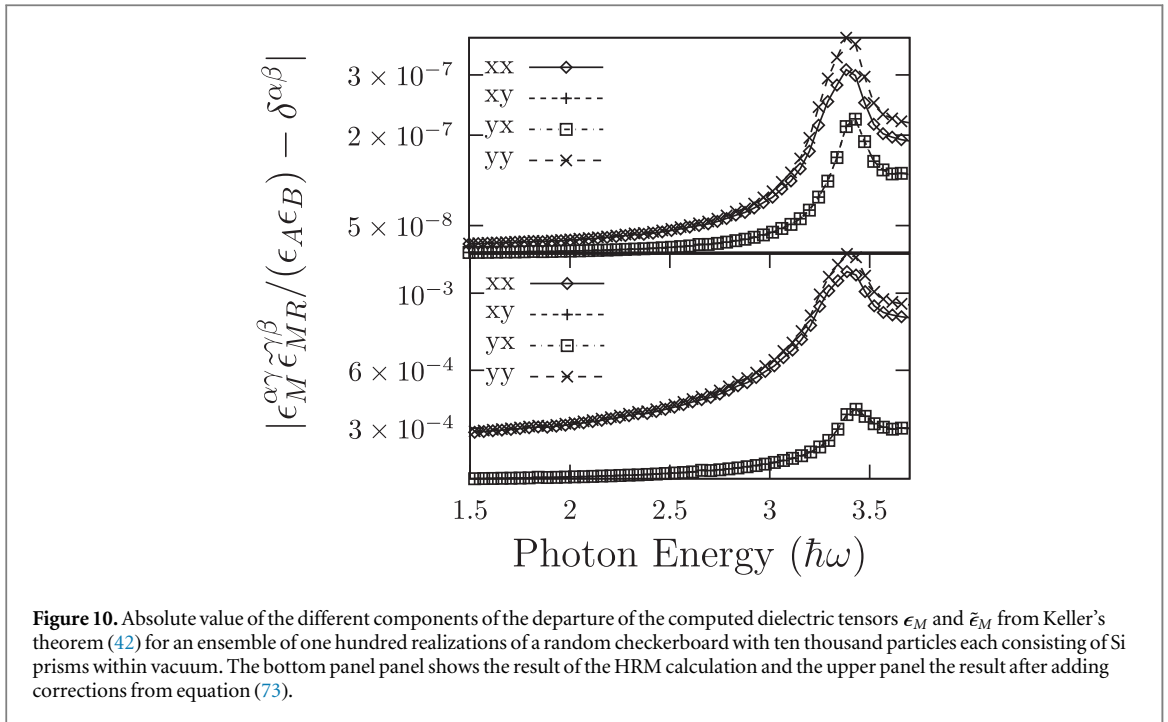 |ϵ_M^{αγ} ϵ̃_{MR}^{γβ}/(ϵ_Aϵ_B) − δ^{αβ}|
3 × 10⁻⁷
2 × 10⁻⁷
5 × 10⁻⁸
xx
xy
yx
yy
10⁻³
6 × 10⁻⁴
3 × 10⁻⁴
xx
xy
yx
yy
1.5 2 2.5 3 3.5
Photon Energy (ħω)
Figure 10. Absolute value of the different components of the departure of the computed dielectric tensors ϵ_M and ϵ̃_M from Keller's
theorem (42) for an ensemble of one hundred realizations of a random checkerboard with ten thousand particles each consisting of Si
prisms within vacuum. The bottom panel panel shows the result of the HRM calculation and the upper panel the result after adding
corrections from equation (73).